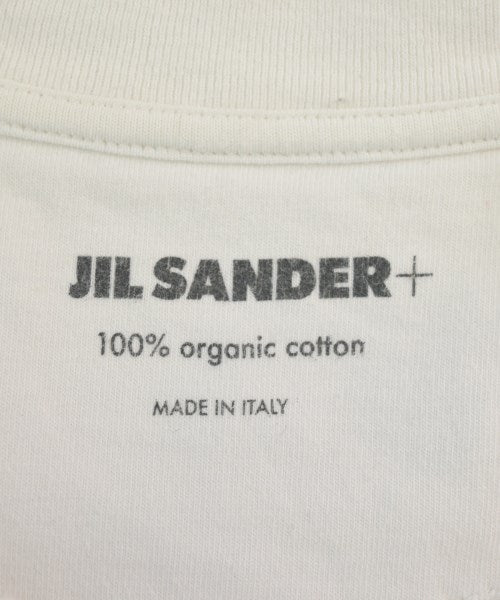 JIL SANDER+
100% organic cotton
MADE IN ITALY